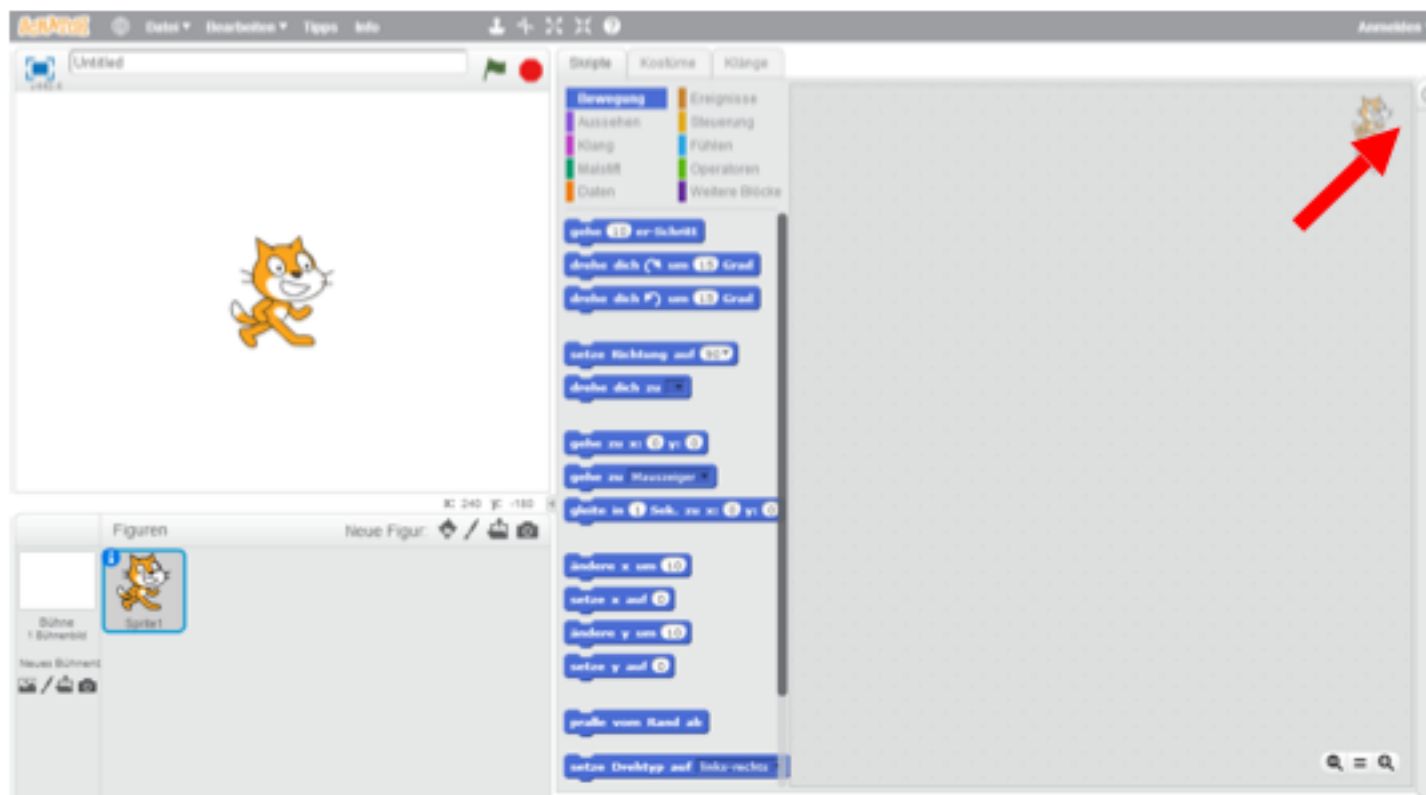 SCRATCH Datei Bearbeiten Tipps Info Anmelden
Untitled
Skripte Kostüme Klänge
Bewegung Ereignisse
Aussehen Steuerung
Klang Fühlen
Malstift Operatoren
Daten Weitere Blöcke
gehe 10 er-Schritt
drehe dich um 15 Grad
drehe dich um 15 Grad
setze Richtung auf 90
drehe dich zu
gehe zu x: 0 y: 0
gehe zu Mauszeiger
gleite in 1 Sek. zu x: 0 y: 0
ändere x um 10
setze x auf 0
ändere y um 10
setze y auf 0
pralle vom Rand ab
setze Drehtyp auf links-rechts
X: 240 y: -180
Figuren Neue Figur:
Sprite1
Bühne
1 Bühnenbild
Neues Bühnenb